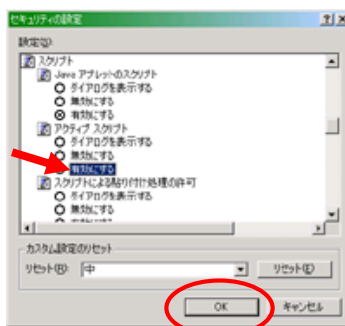 セキュリティの設定
設定(S):
スクリプト
Java アプレットのスクリプト
ダイアログを表示する
無効にする
有効にする
アクティブ スクリプト
ダイアログを表示する
無効にする
有効にする
スクリプトによる貼り付け処理の許可
ダイアログを表示する
無効にする
有効にする
カスタム設定のリセット
リセット(R): 中 リセット(E)
OK キャンセル